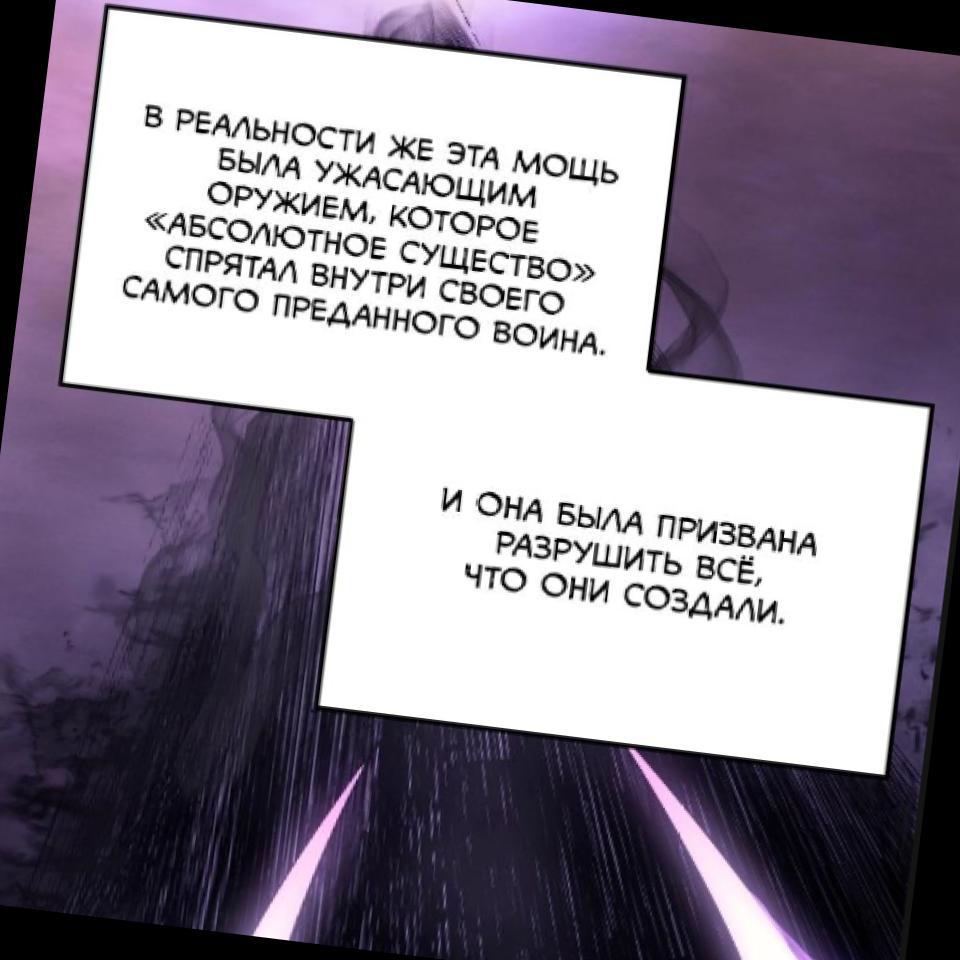 В РЕАЛЬНОСТИ ЖЕ ЭТА МОЩЬ
БЫЛА УЖАСАЮЩИМ
ОРУЖИЕМ, КОТОРОЕ
«АБСОЛЮТНОЕ СУЩЕСТВО»
СПРЯТАЛ ВНУТРИ СВОЕГО
САМОГО ПРЕДАННОГО ВОИНА.
И ОНА БЫЛА ПРИЗВАНА
РАЗРУШИТЬ ВСЁ,
ЧТО ОНИ СОЗДАЛИ.